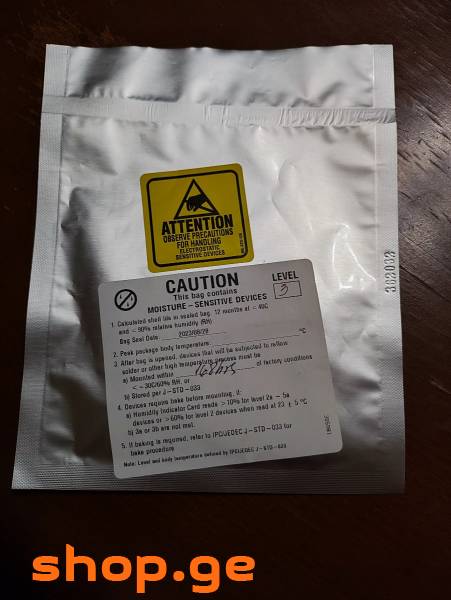 ATTENTION
OBSERVE PRECAUTIONS
FOR HANDLING
ELECTROSTATIC
SENSITIVE DEVICES
CAUTION
This bag contains
MOISTURE - SENSITIVE DEVICES
LEVEL
3
1. Calculated shelf life in sealed bag: 12 months at < 40C
and < 90% relative humidity (RH)
Bag Seal Date: 2023/08/29
2. Peak package body temperature °C
3. After bag is opened, devices that will be subjected to reflow
solder or other high temperature process must be
a) Mounted within 168hrs of factory conditions
< 30C/60% RH, or
b) Stored per J-STD-033
4. Devices require bake before mounting, if:
a) Humidity Indicator Card reads > 10% for level 2a - 5a
devices or > 60% for level 2 devices when read at 23 ± 5 °C
b) 3a or 3b are not met.
5. If baking is required, refer to IPC/JEDEC J-STD-033 for
bake procedure
Note: Level and body temperature defined by IPC/JEDEC J-STD-020
shop.ge